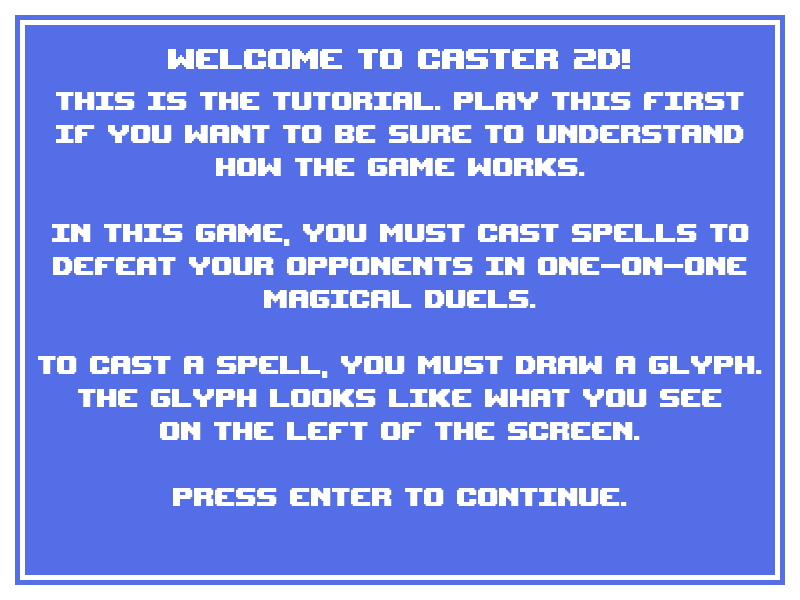 WELCOME TO CASTER 2D!
THIS IS THE TUTORIAL. PLAY THIS FIRST
IF YOU WANT TO BE SURE TO UNDERSTAND
HOW THE GAME WORKS.
IN THIS GAME, YOU MUST CAST SPELLS TO
DEFEAT YOUR OPPONENTS IN ONE-ON-ONE
MAGICAL DUELS.
TO CAST A SPELL, YOU MUST DRAW A GLYPH.
THE GLYPH LOOKS LIKE WHAT YOU SEE
ON THE LEFT OF THE SCREEN.
PRESS ENTER TO CONTINUE.